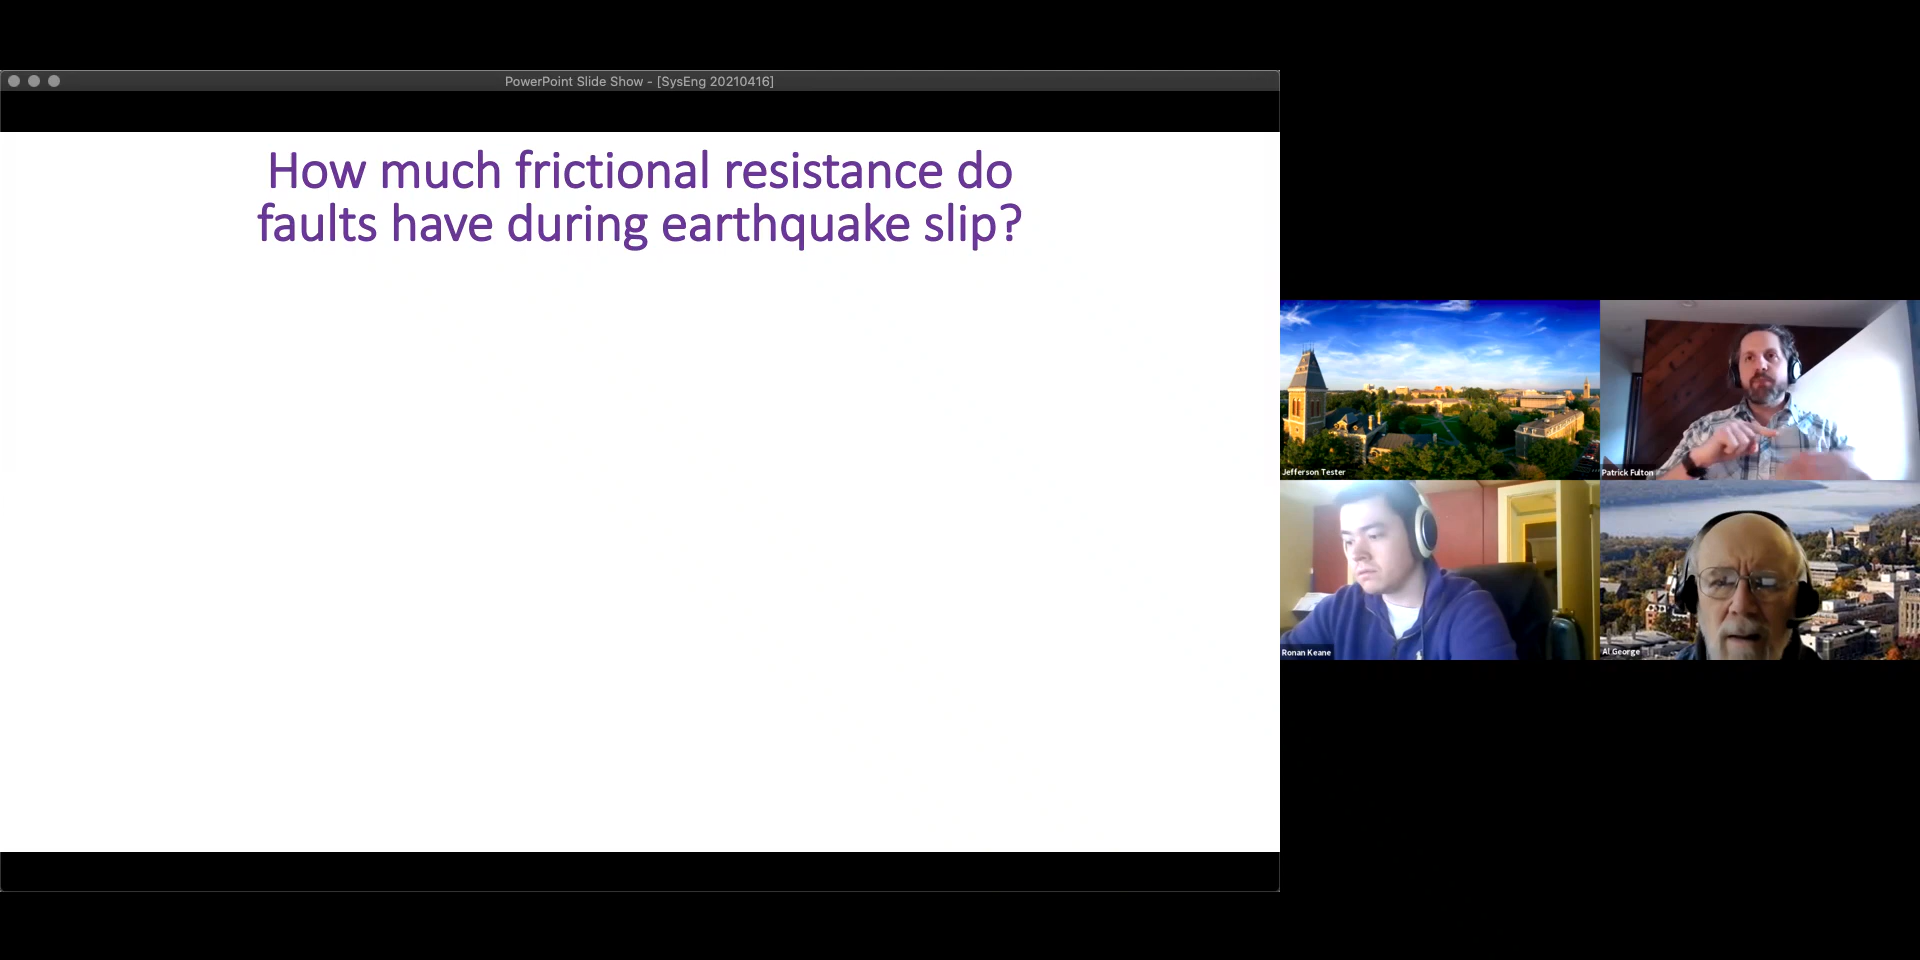 PowerPoint Slide Show - [SysEng 20210416]
How much frictional resistance do
faults have during earthquake slip?
Jefferson Tester
Patrick Fulton
Ronan Keane
Al George